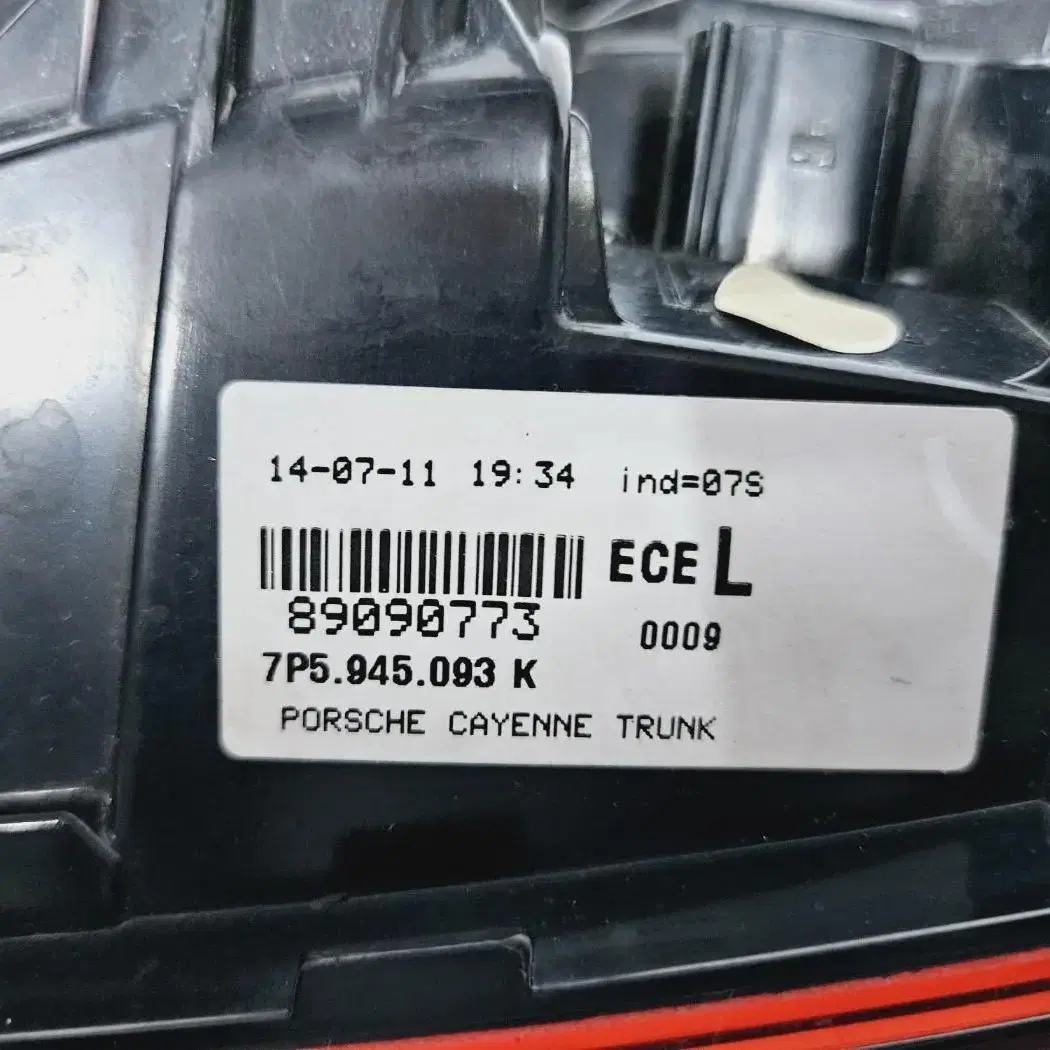 14-07-11 19:34 ind=07S
ECE L
89090773
0009
7P5.945.093 K
PORSCHE CAYENNE TRUNK